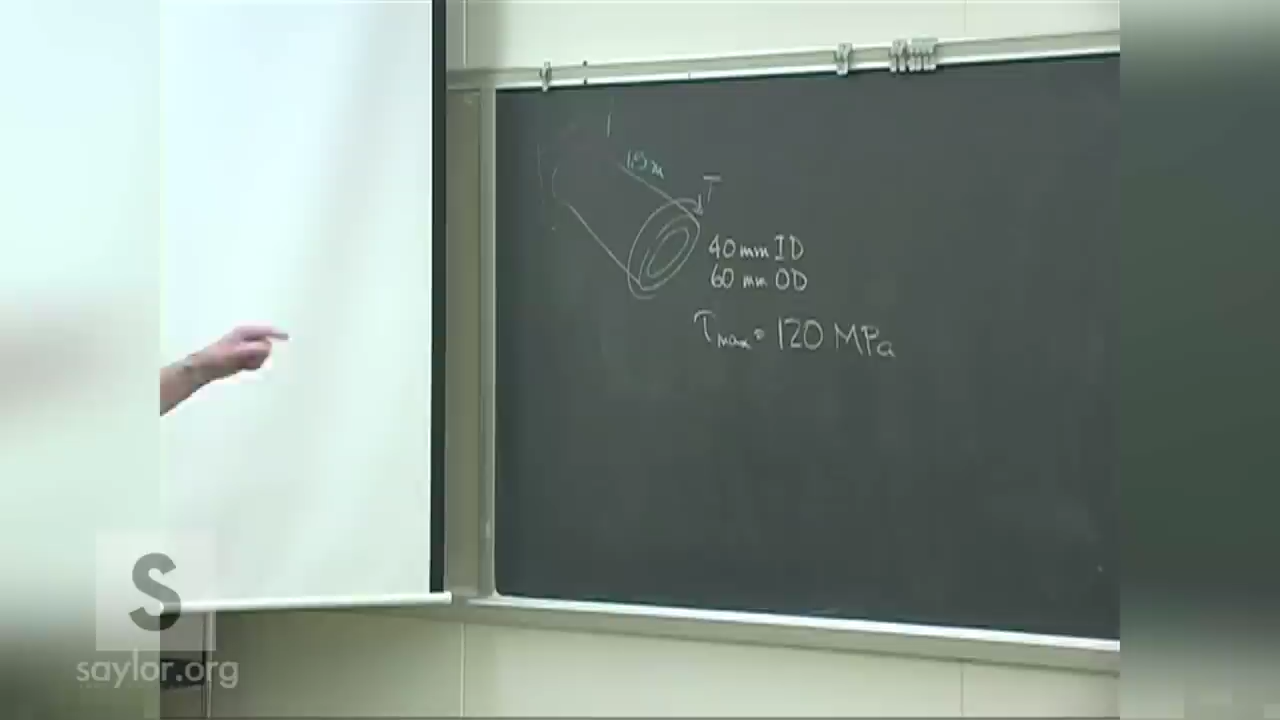 1.5 m
T
40 mm ID
60 mm OD
τmax = 120 MPa
S
saylor.org